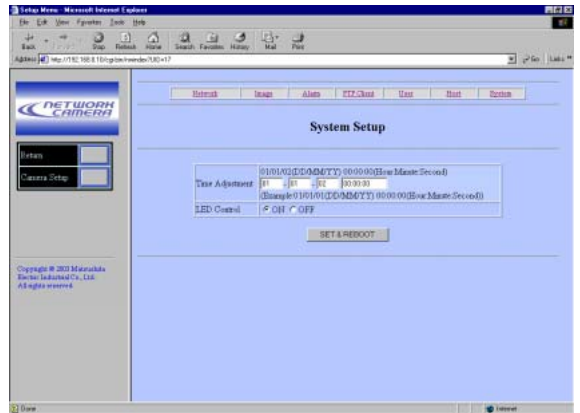 Setup Menu - Microsoft Internet Explorer
File Edit View Favorites Tools Help
Back Stop Refresh Home Search Favorites History Mail Print
Address
Go Links
NETWORK
CAMERA
Return
Camera Setup
Network Image Alarm FTP Client User Host System
System Setup
Time Adjustment
01/01/02(DD/MM/YY) 00:00:00(Hour:Minute:Second)
01 - 01 - 02 00:00:00
(Example 01/01/01(DD/MM/YY) 00:00:00(Hour:Minute:Second))
LED Control ON OFF
SET & REBOOT
Copyright © 2001 Matsushita
Electric Industrial Co., Ltd.
All rights reserved.
Done
Internet